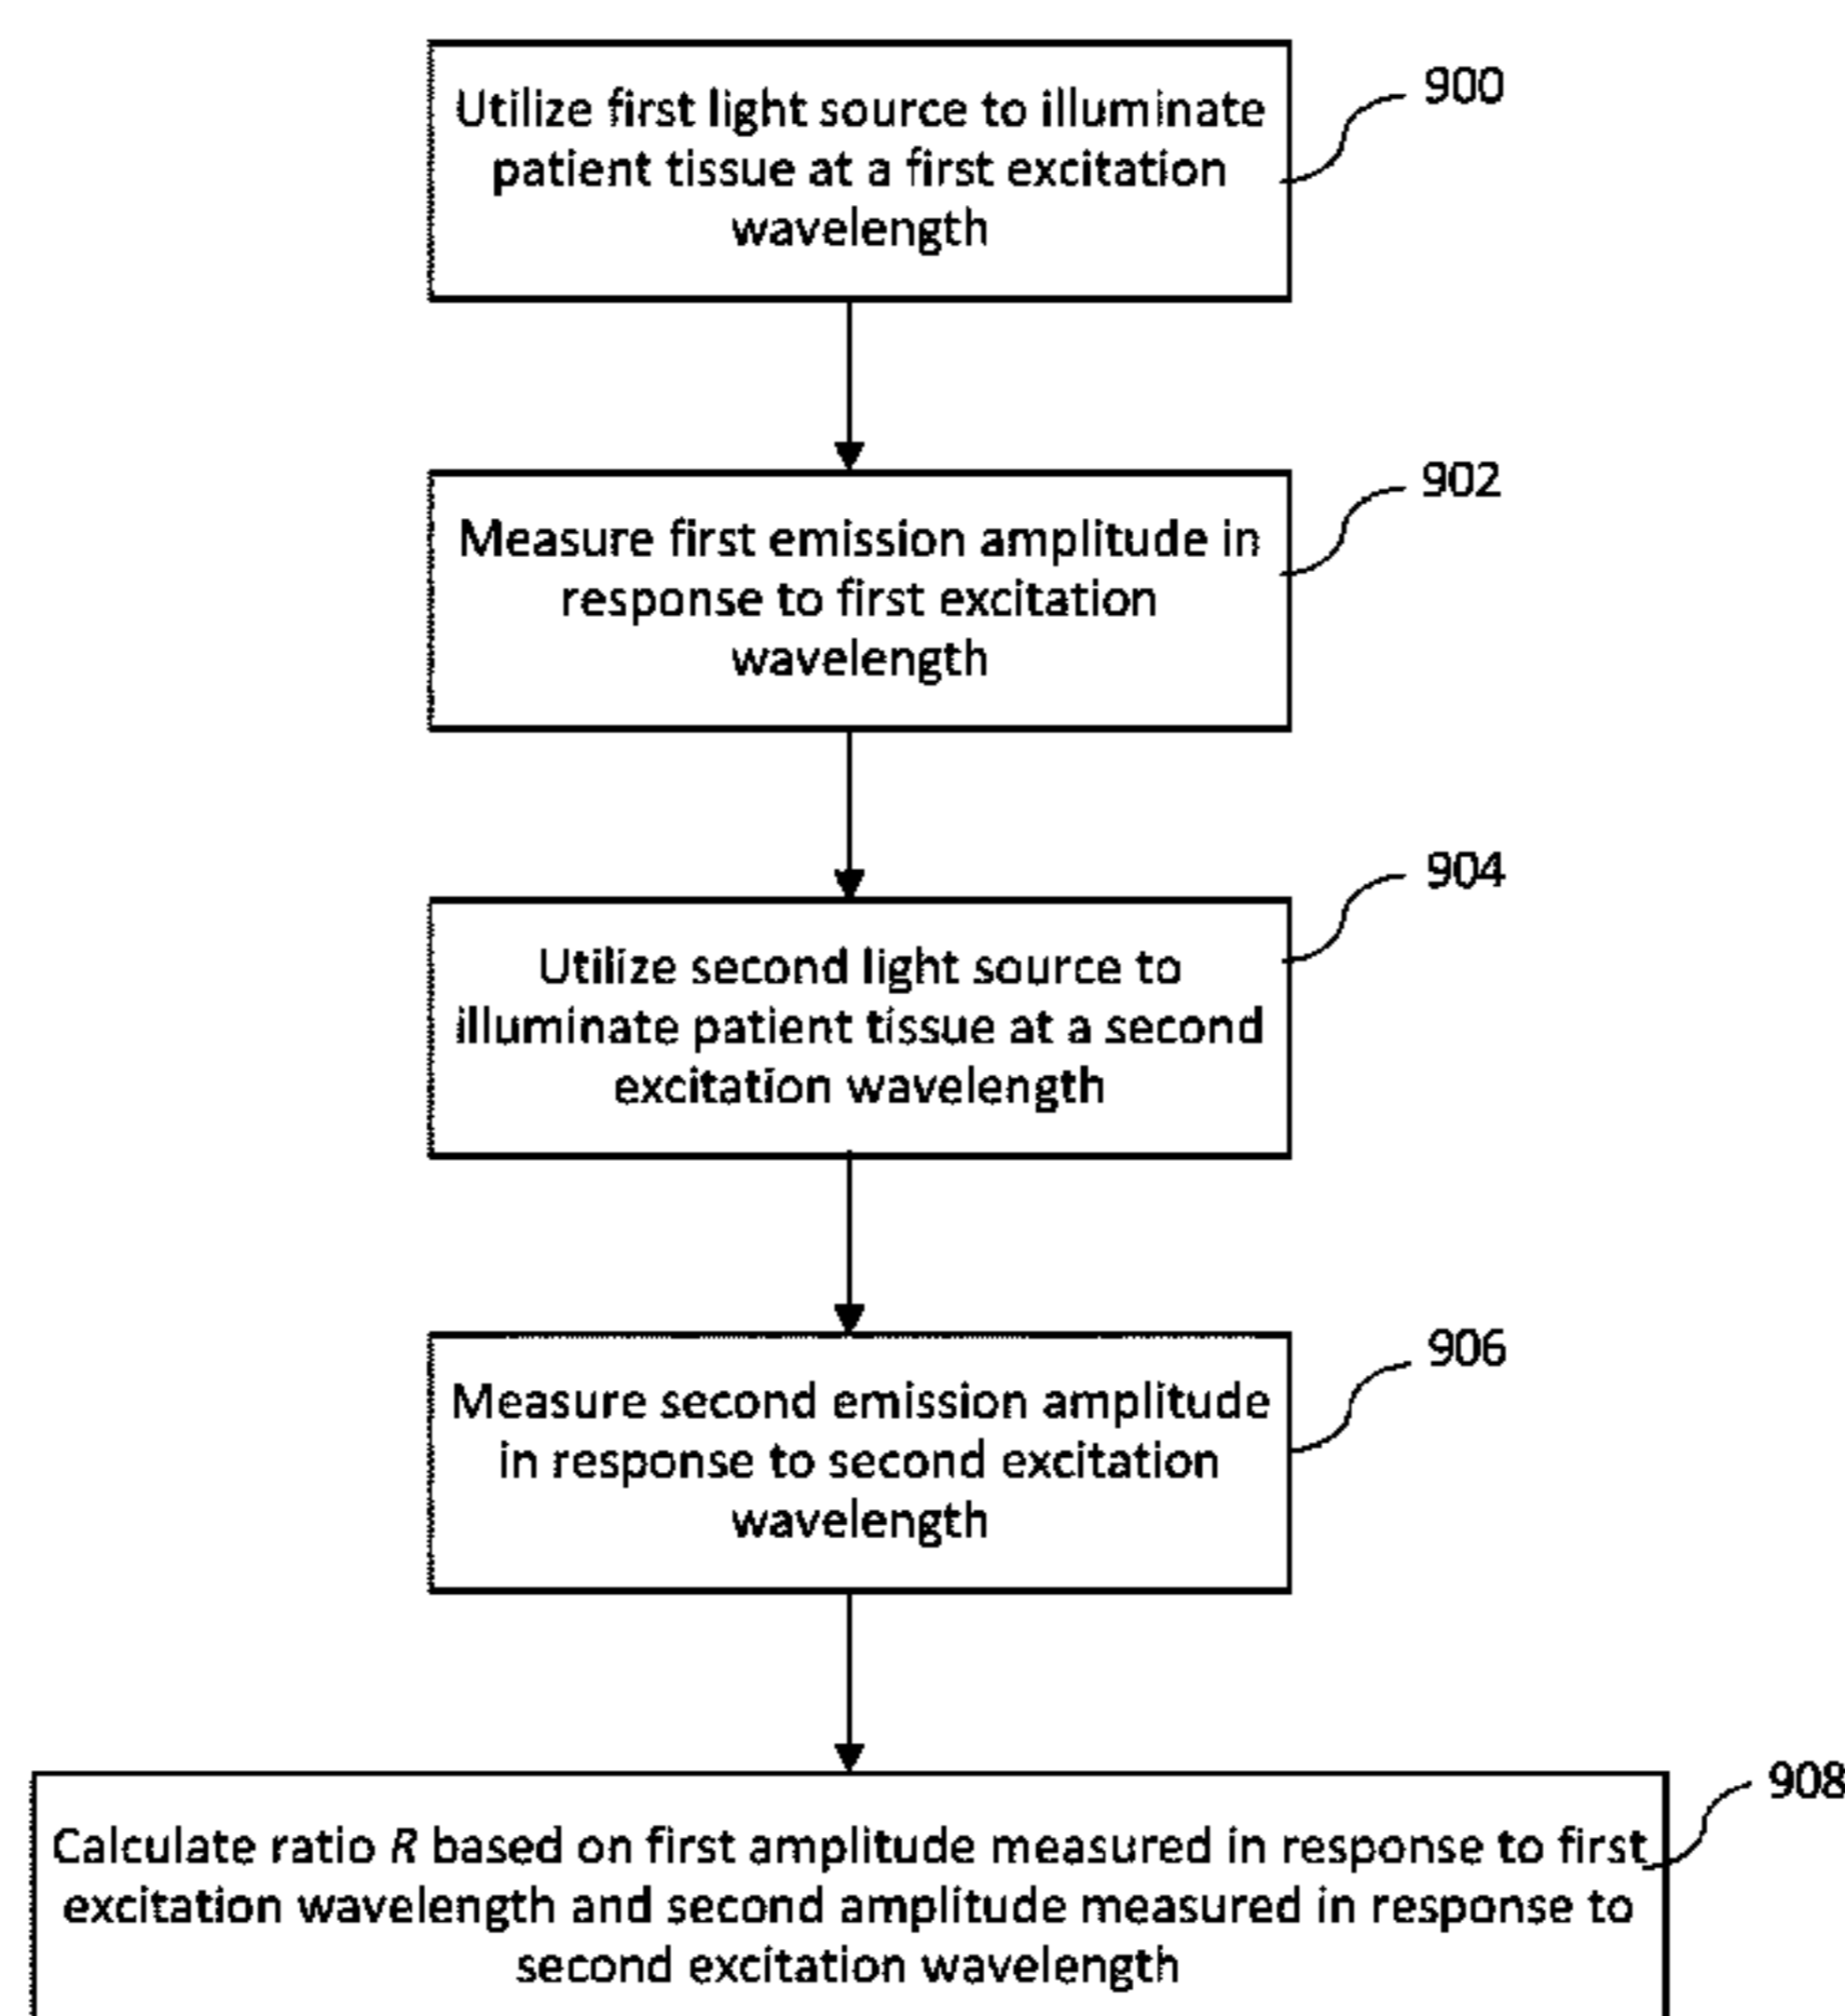 Utilize first light source to illuminate
patient tissue at a first excitation
wavelength
900
Measure first emission amplitude in
response to first excitation
wavelength
902
Utilize second light source to
illuminate patient tissue at a second
excitation wavelength
904
Measure second emission amplitude
in response to second excitation
wavelength
906
Calculate ratio R based on first amplitude measured in response to first
excitation wavelength and second amplitude measured in response to
second excitation wavelength
908